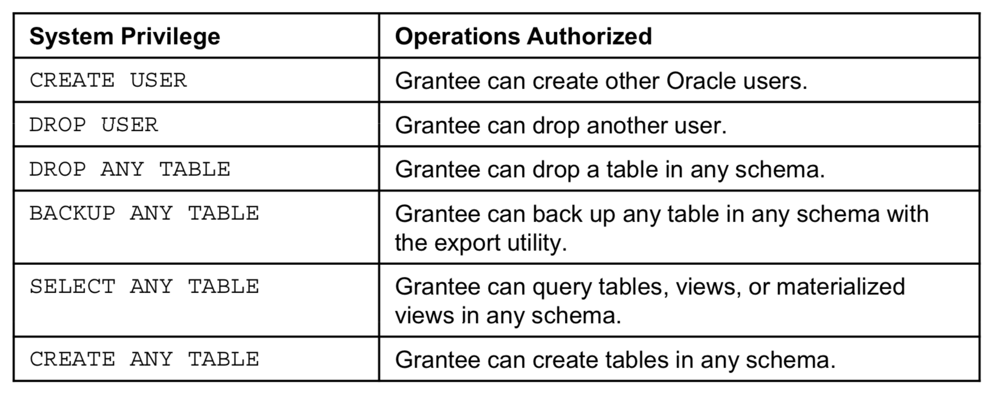 System Privilege Operations Authorized
CREATE USER Grantee can create other Oracle users.
DROP USER Grantee can drop another user.
DROP ANY TABLE Grantee can drop a table in any schema.
BACKUP ANY TABLE Grantee can back up any table in any schema with
the export utility.
SELECT ANY TABLE Grantee can query tables, views, or materialized
views in any schema.
CREATE ANY TABLE Grantee can create tables in any schema.